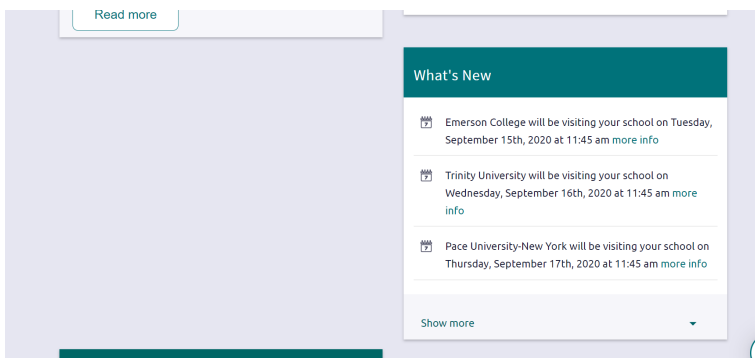 Read more
What's New
Emerson College will be visiting your school on Tuesday,
September 15th, 2020 at 11:45 am more info
Trinity University will be visiting your school on
Wednesday, September 16th, 2020 at 11:45 am more
info
Pace University-New York will be visiting your school on
Thursday, September 17th, 2020 at 11:45 am more info
Show more